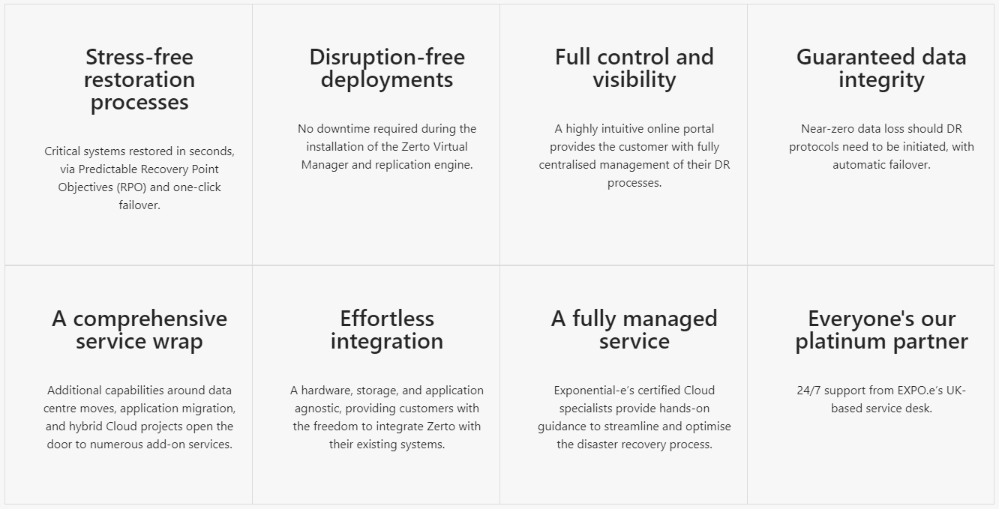 Stress-free
restoration
processes
Critical systems restored in seconds,
via Predictable Recovery Point
Objectives (RPO) and one-click
failover.
Disruption-free
deployments
No downtime required during the
installation of the Zerto Virtual
Manager and replication engine.
Full control and
visibility
A highly intuitive online portal
provides the customer with fully
centralised management of their DR
processes.
Guaranteed data
integrity
Near-zero data loss should DR
protocols need to be initiated, with
automatic failover.
A comprehensive
service wrap
Additional capabilities around data
centre moves, application migration,
and hybrid Cloud projects open the
door to numerous add-on services.
Effortless
integration
A hardware, storage, and application
agnostic, providing customers with
the freedom to integrate Zerto with
their existing systems.
A fully managed
service
Exponential-e’s certified Cloud
specialists provide hands-on
guidance to streamline and optimise
the disaster recovery process.
Everyone's our
platinum partner
24/7 support from EXPO.e’s UK-
based service desk.